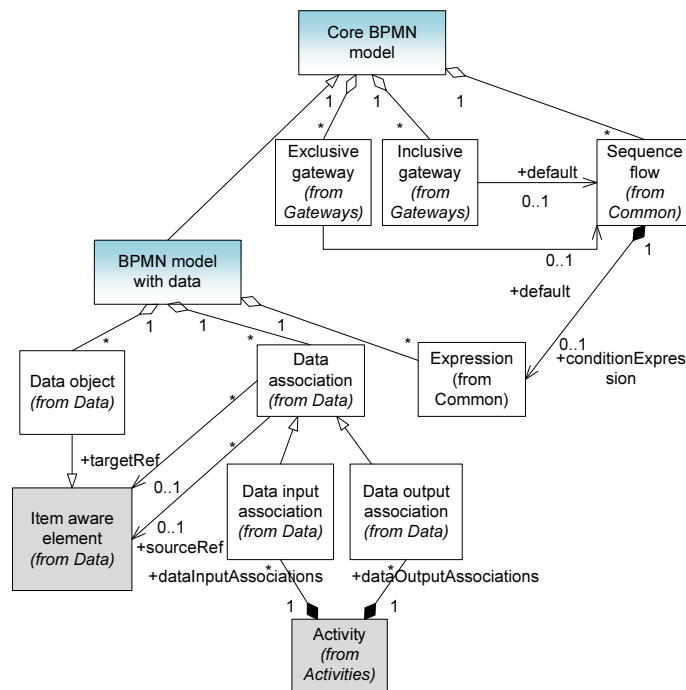 Core BPMN
model
1
1
1
1
*
*
*
Exclusive
gateway
(from
Gateways)
Inclusive
gateway
(from
Gateways)
+default
0..1
Sequence
flow
(from
Common)
0..1
1
+default
BPMN model
with data
1
1
1
*
*
*
Data object
(from Data)
Data
association
(from Data)
Expression
(from
Common)
0..1
+conditionExpres
sion
*
*
+targetRef
0..1
0..1
+sourceRef
Item aware
element
(from Data)
Data input
association
(from Data)
Data output
association
(from Data)
*
*
+dataInputAssociations
+dataOutputAssociations
1
1
Activity
(from
Activities)